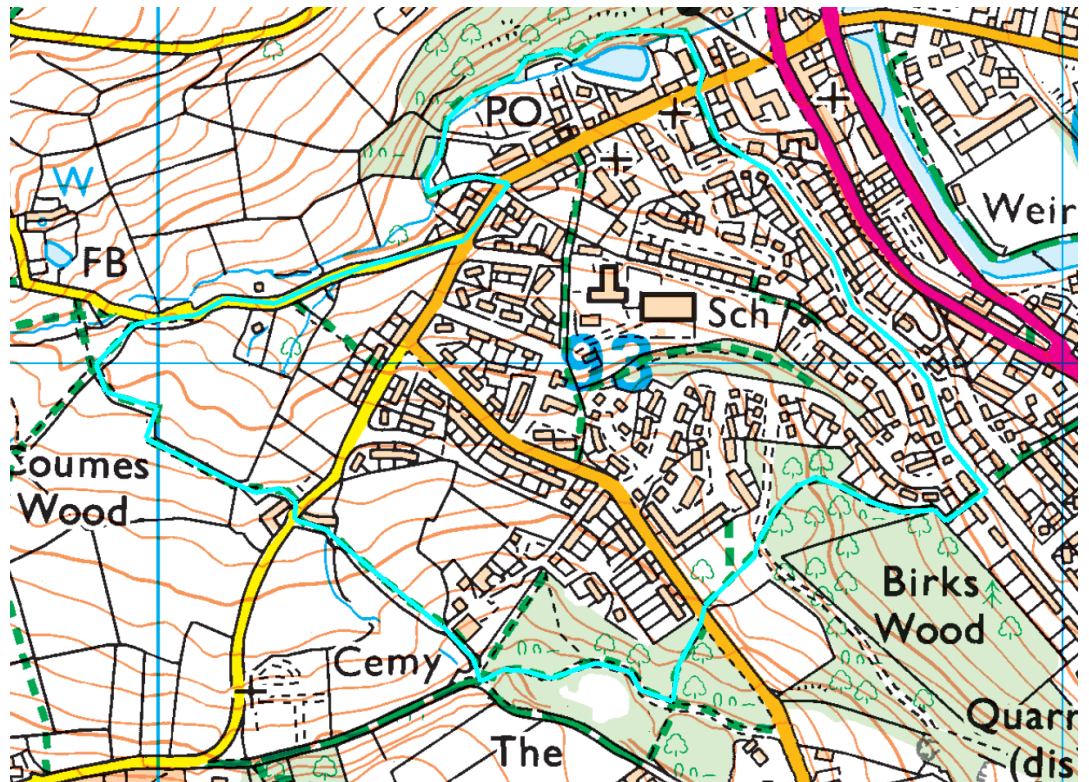 PO
W
Weir
FB
Sch
93
Coumes
Wood
Birks
Wood
Cemy
Quarr
The
(dis